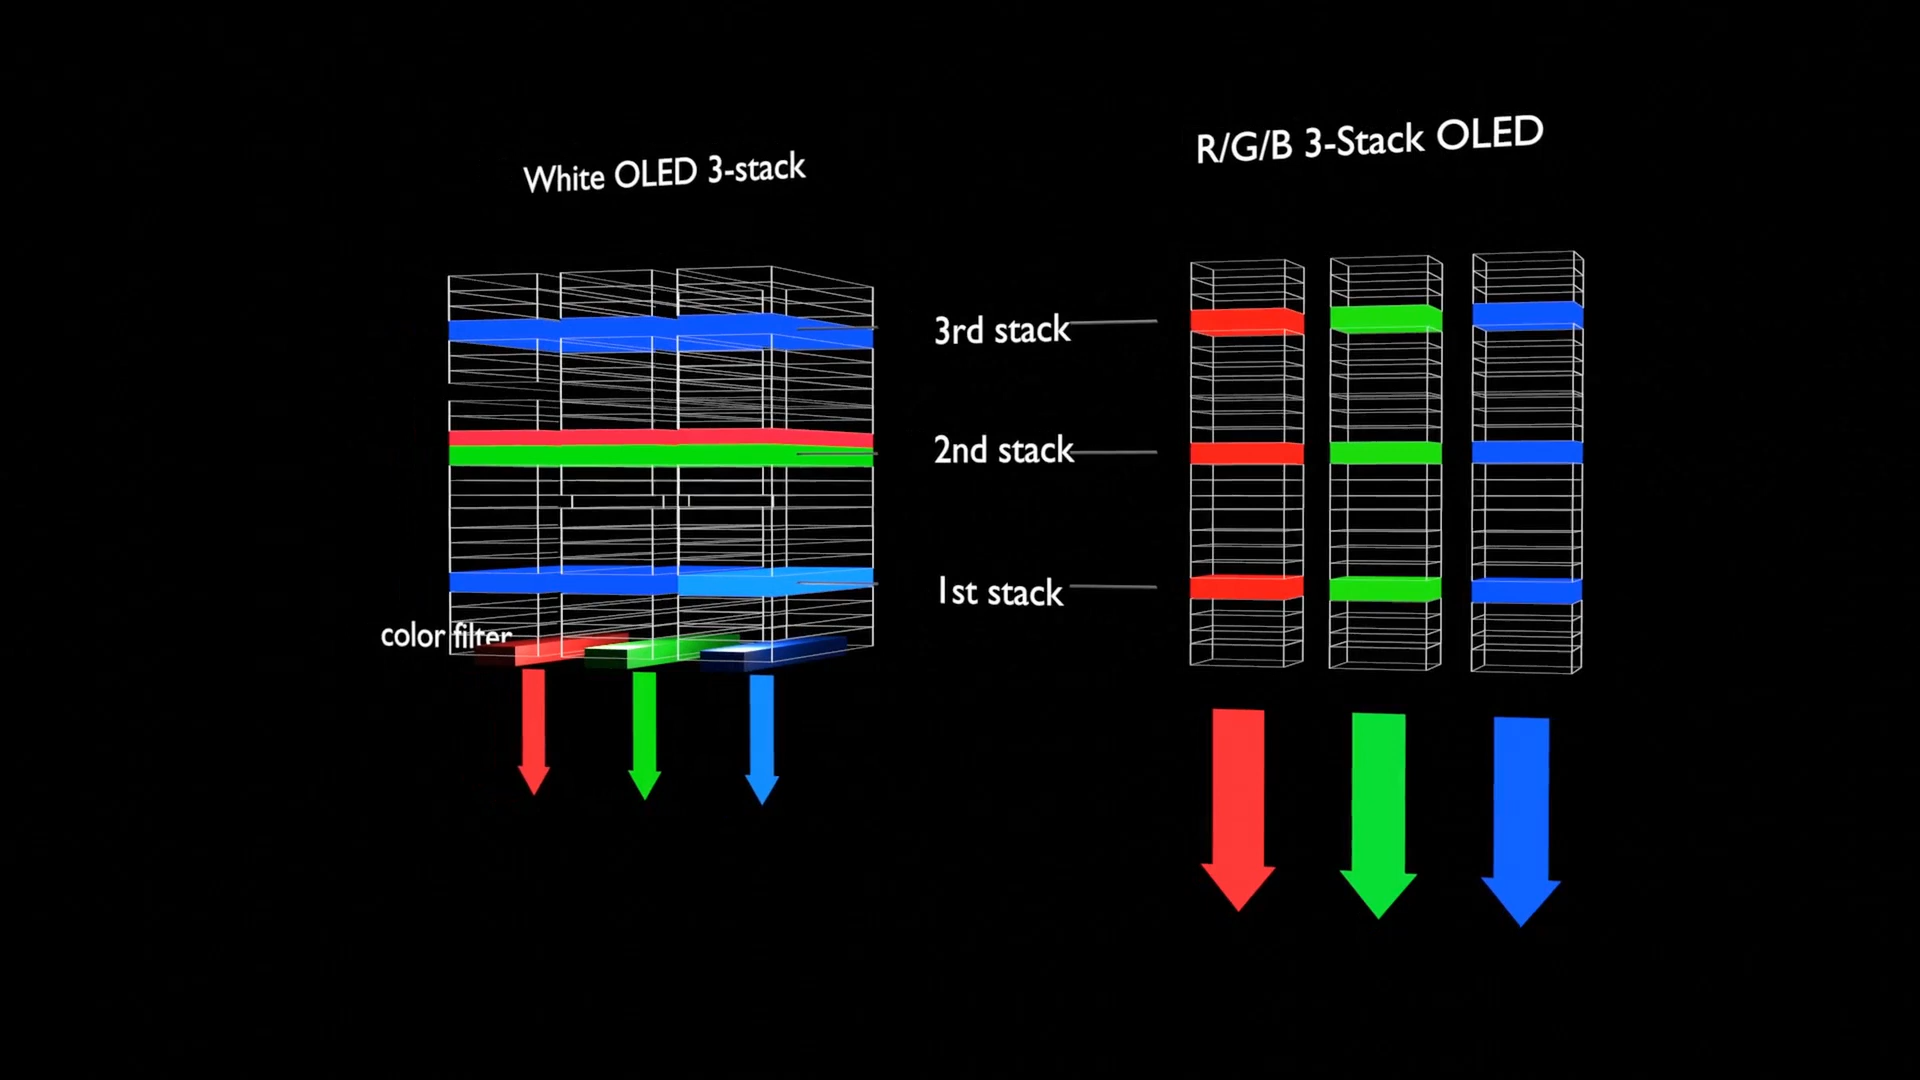 White OLED 3-stack
R/G/B 3-Stack OLED
3rd stack
2nd stack
1st stack
color filter